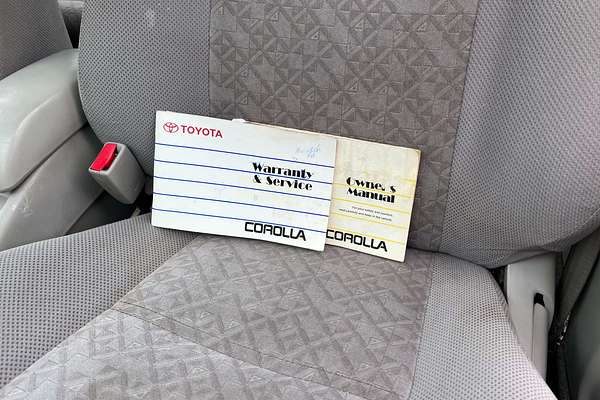 TOYOTA
Warranty
& Service
COROLLA
Owner's
Manual
COROLLA